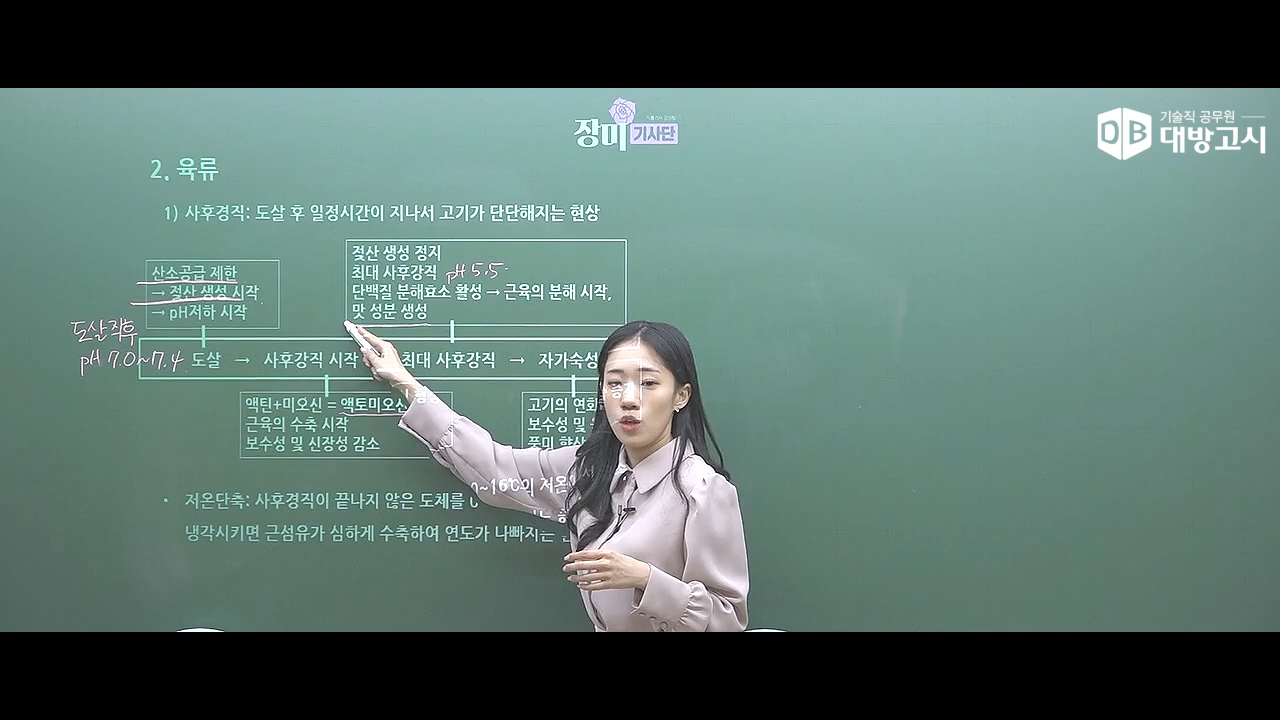 장미 기사단
기술직 공무원
DB 대방고시
2. 육류
1) 사후경직: 도살 후 일정시간이 지나서 고기가 단단해지는 현상
산소공급 제한
→ 젖산 생성 시작
→ pH저하 시작
젖산 생성 정지
최대 사후강직 pH 5.5
단백질 분해효소 활성 → 근육의 분해 시작,
맛 성분 생성
도살직후
pH 7.0~7.4
도살 → 사후강직 시작 최대 사후강직 → 자가숙성
액틴+미오신 = 액토미오신
근육의 수축 시작
보수성 및 신장성 감소
고기의 연화
보수성 및
풍미 향상
• 저온단축: 사후경직이 끝나지 않은 도체를 0~16℃의 저온
냉각시키면 근섬유가 심하게 수축하여 연도가 나빠지는